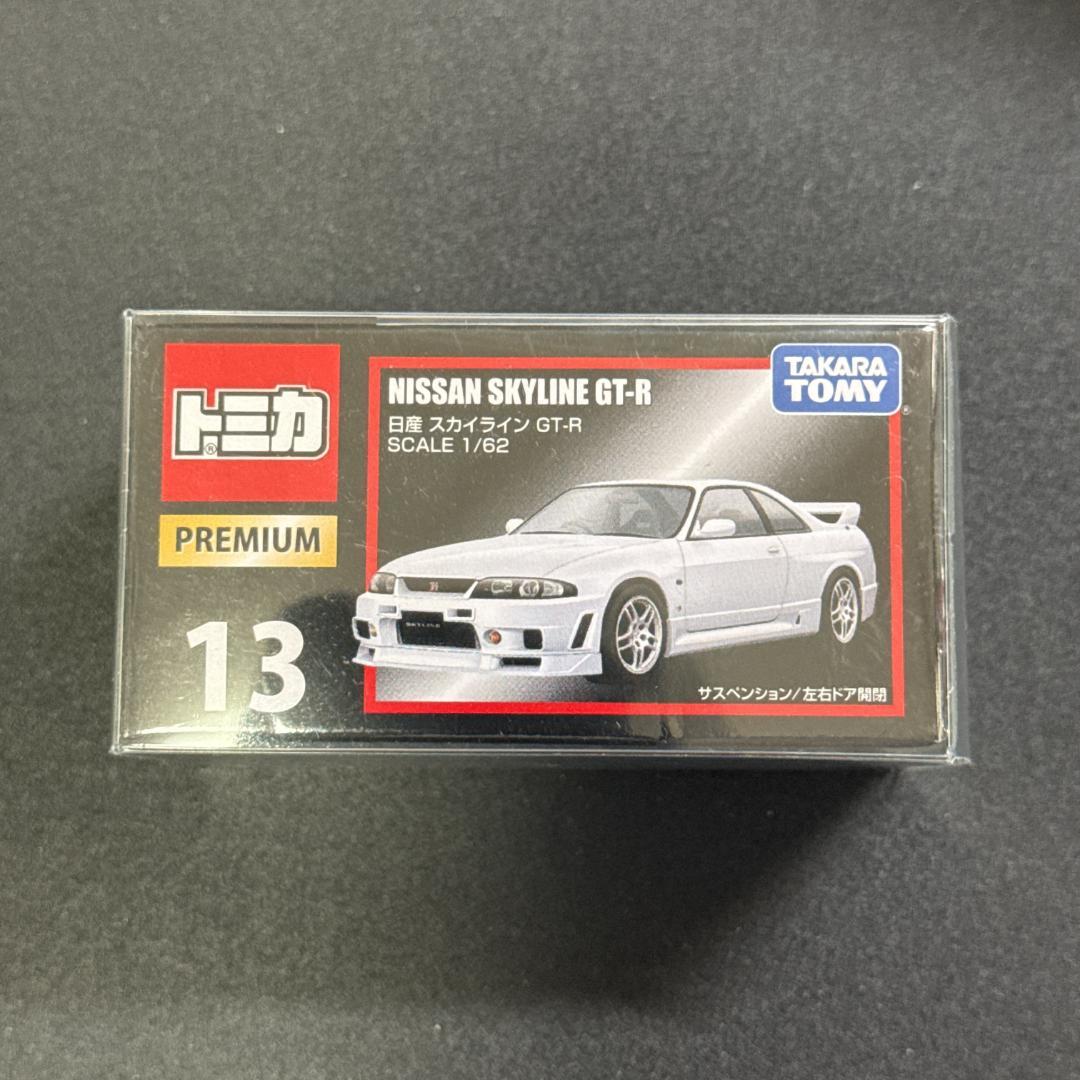 トミカ
PREMIUM
13
NISSAN SKYLINE GT-R
日産 スカイライン GT-R
SCALE 1/62
TAKARA
TOMY
SKYLINE
サスペンション/左右ドア開閉